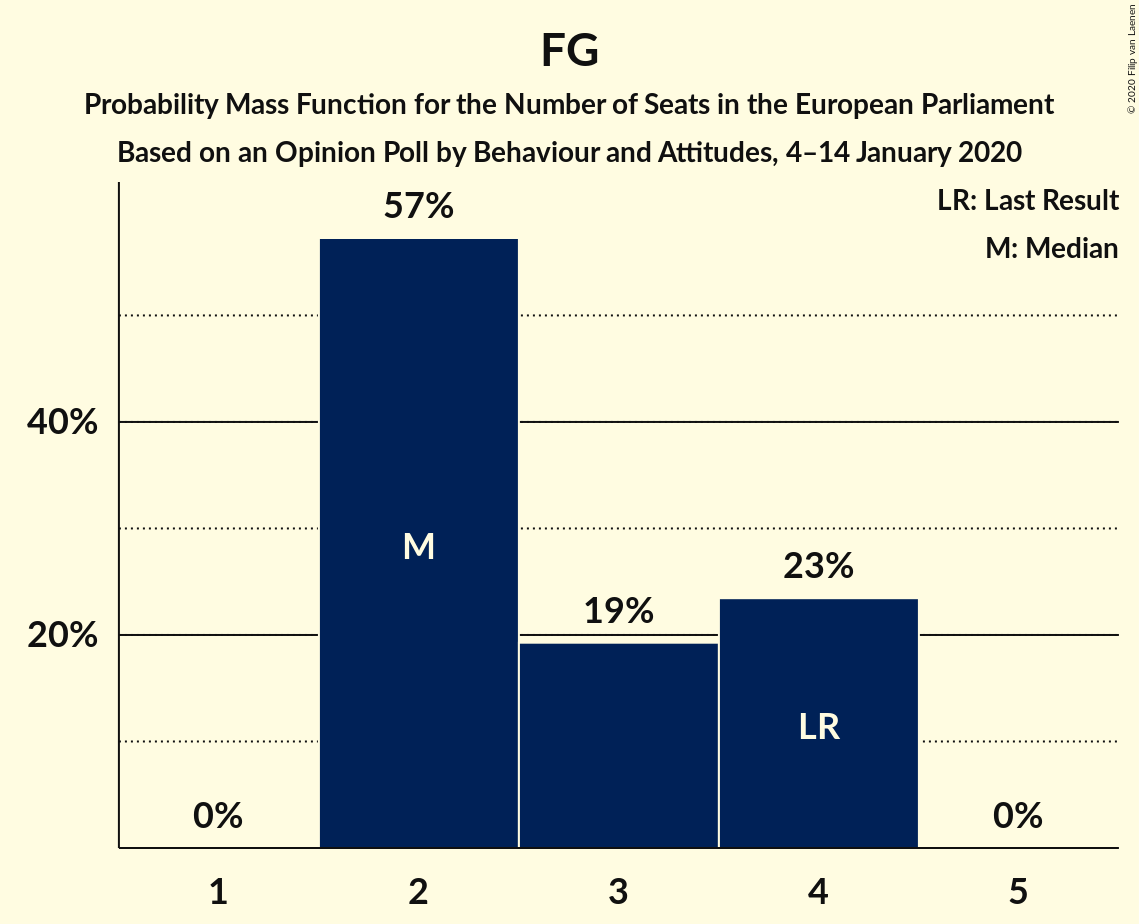 FG
Probability Mass Function for the Number of Seats in the European Parliament
Based on an Opinion Poll by Behaviour and Attitudes, 4–14 January 2020
© 2020 Filip van Laenen
LR: Last Result
M: Median
57%
40%
M
23%
19%
20%
LR
0%
0%
1
2
3
4
5